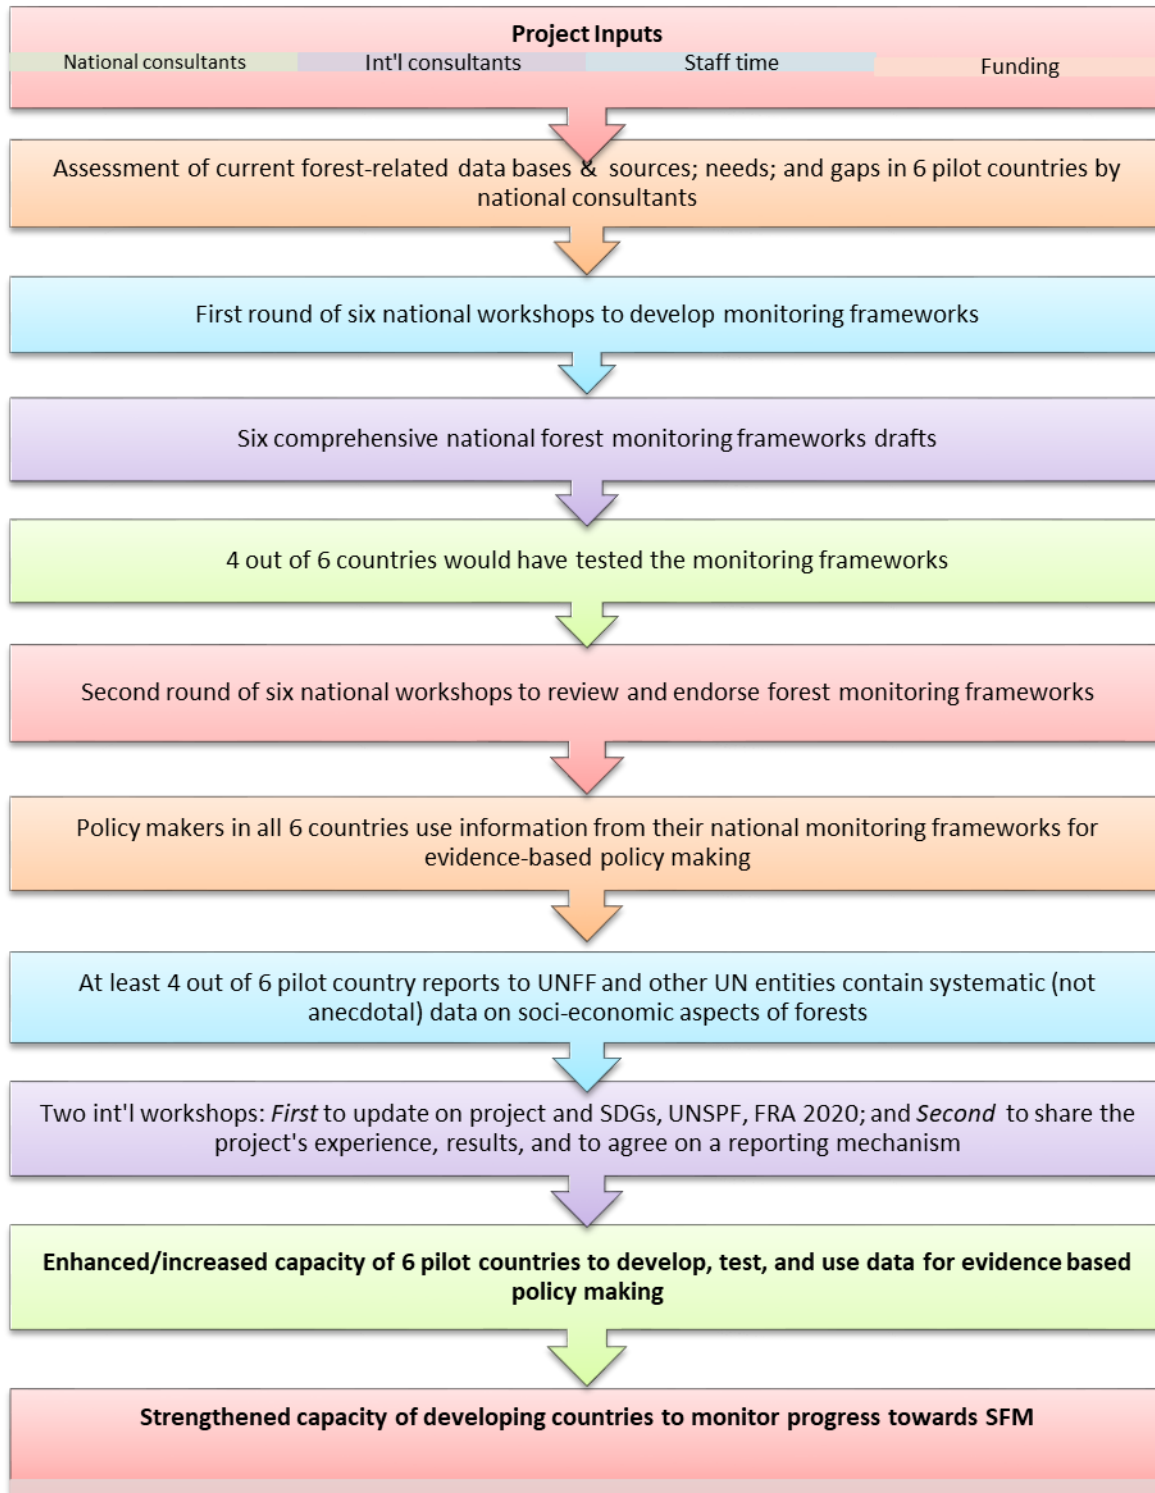 Project Inputs
National consultants Int'l consultants Staff time Funding
Assessment of current forest-related data bases & sources; needs; and gaps in 6 pilot countries by
national consultants
First round of six national workshops to develop monitoring frameworks
Six comprehensive national forest monitoring frameworks drafts
4 out of 6 countries would have tested the monitoring frameworks
Second round of six national workshops to review and endorse forest monitoring frameworks
Policy makers in all 6 countries use information from their national monitoring frameworks for
evidence-based policy making
At least 4 out of 6 pilot country reports to UNFF and other UN entities contain systematic (not
anecdotal) data on soci-economic aspects of forests
Two int'l workshops: First to update on project and SDGs, UNSPF, FRA 2020; and Second to share the
project's experience, results, and to agree on a reporting mechanism
Enhanced/increased capacity of 6 pilot countries to develop, test, and use data for evidence based
policy making
Strengthened capacity of developing countries to monitor progress towards SFM